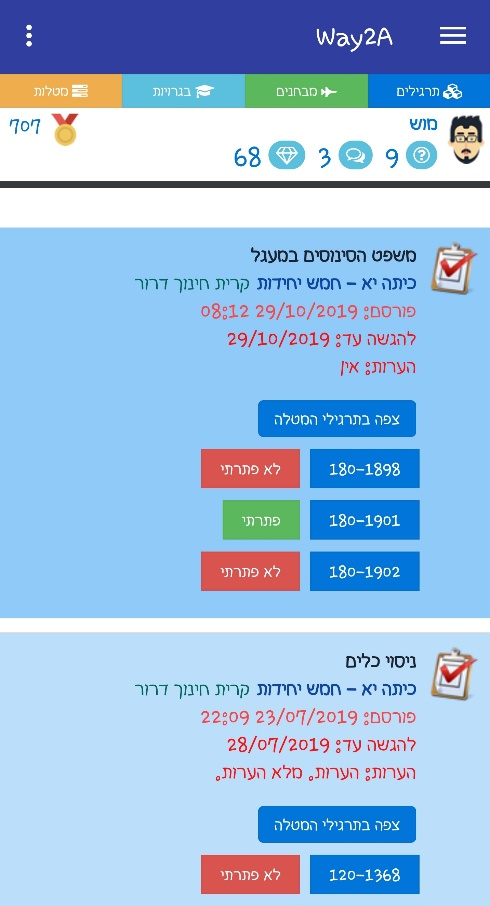 Way2A
תרגילים
מבחנים
בגרויות
מטלות
מוש
9
3
68
707
משפט הסינוסים במעגל
כיתה יא - חמש יחידות קרית חינוך דרור
פורסם: 29/10/2019 08:12
להגשה עד: 29/10/2019
הערות: אין
צפה בתרגילי המטלה
180-1898 לא פתרתי
180-1901 פתרתי
180-1902 לא פתרתי
ניסוי כלים
כיתה יא - חמש יחידות קרית חינוך דרור
פורסם: 23/07/2019 22:09
להגשה עד: 28/07/2019
הערות: הערות. מלא הערות.
צפה בתרגילי המטלה
120-1368 לא פתרתי